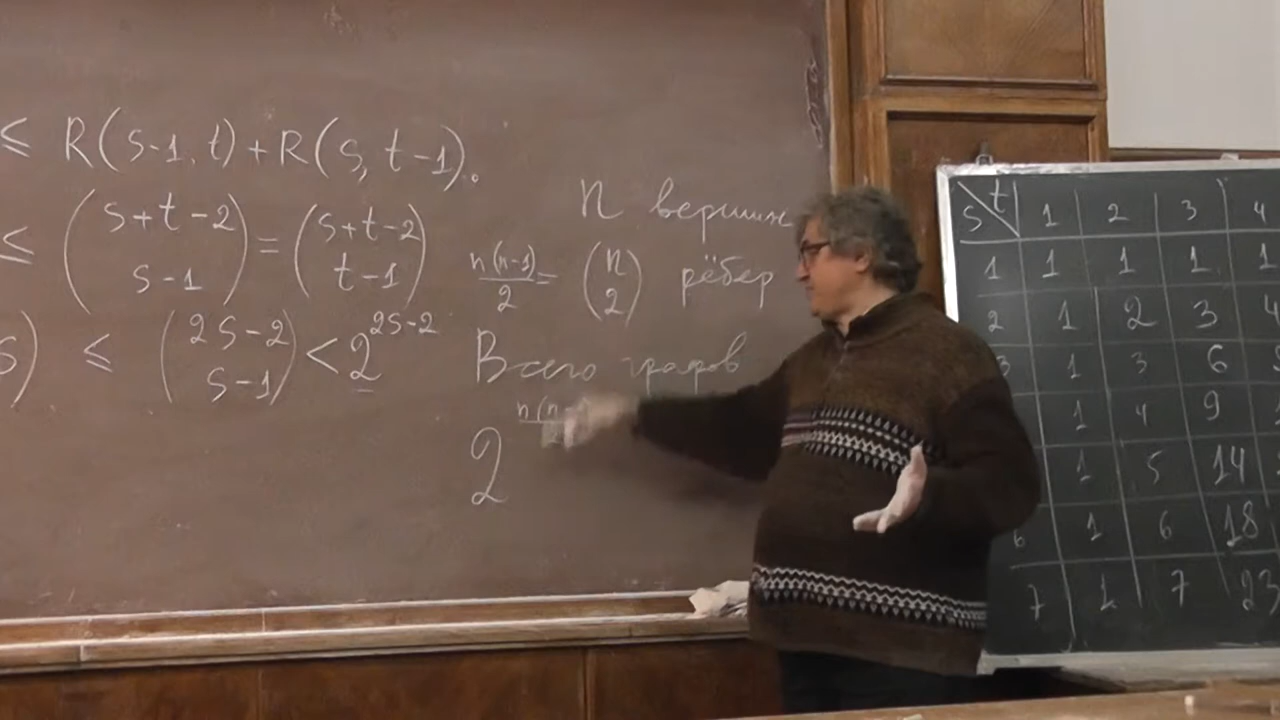 ≤ R(s-1, t) + R(s, t-1).
≤ (s+t-2 s-1) = (s+t-2 t-1)
s) ≤ (2s-2 s-1) < 2^{2s-2}
n вершин
n(n-1)/2 = (n 2) рёбер
Всего графов
2
s t 1 2 3 4
1 1 1 1 1
2 1 2 3 4
3 1 3 6
1 4 9
1 5 14
6 1 6 18
7 1 7 23